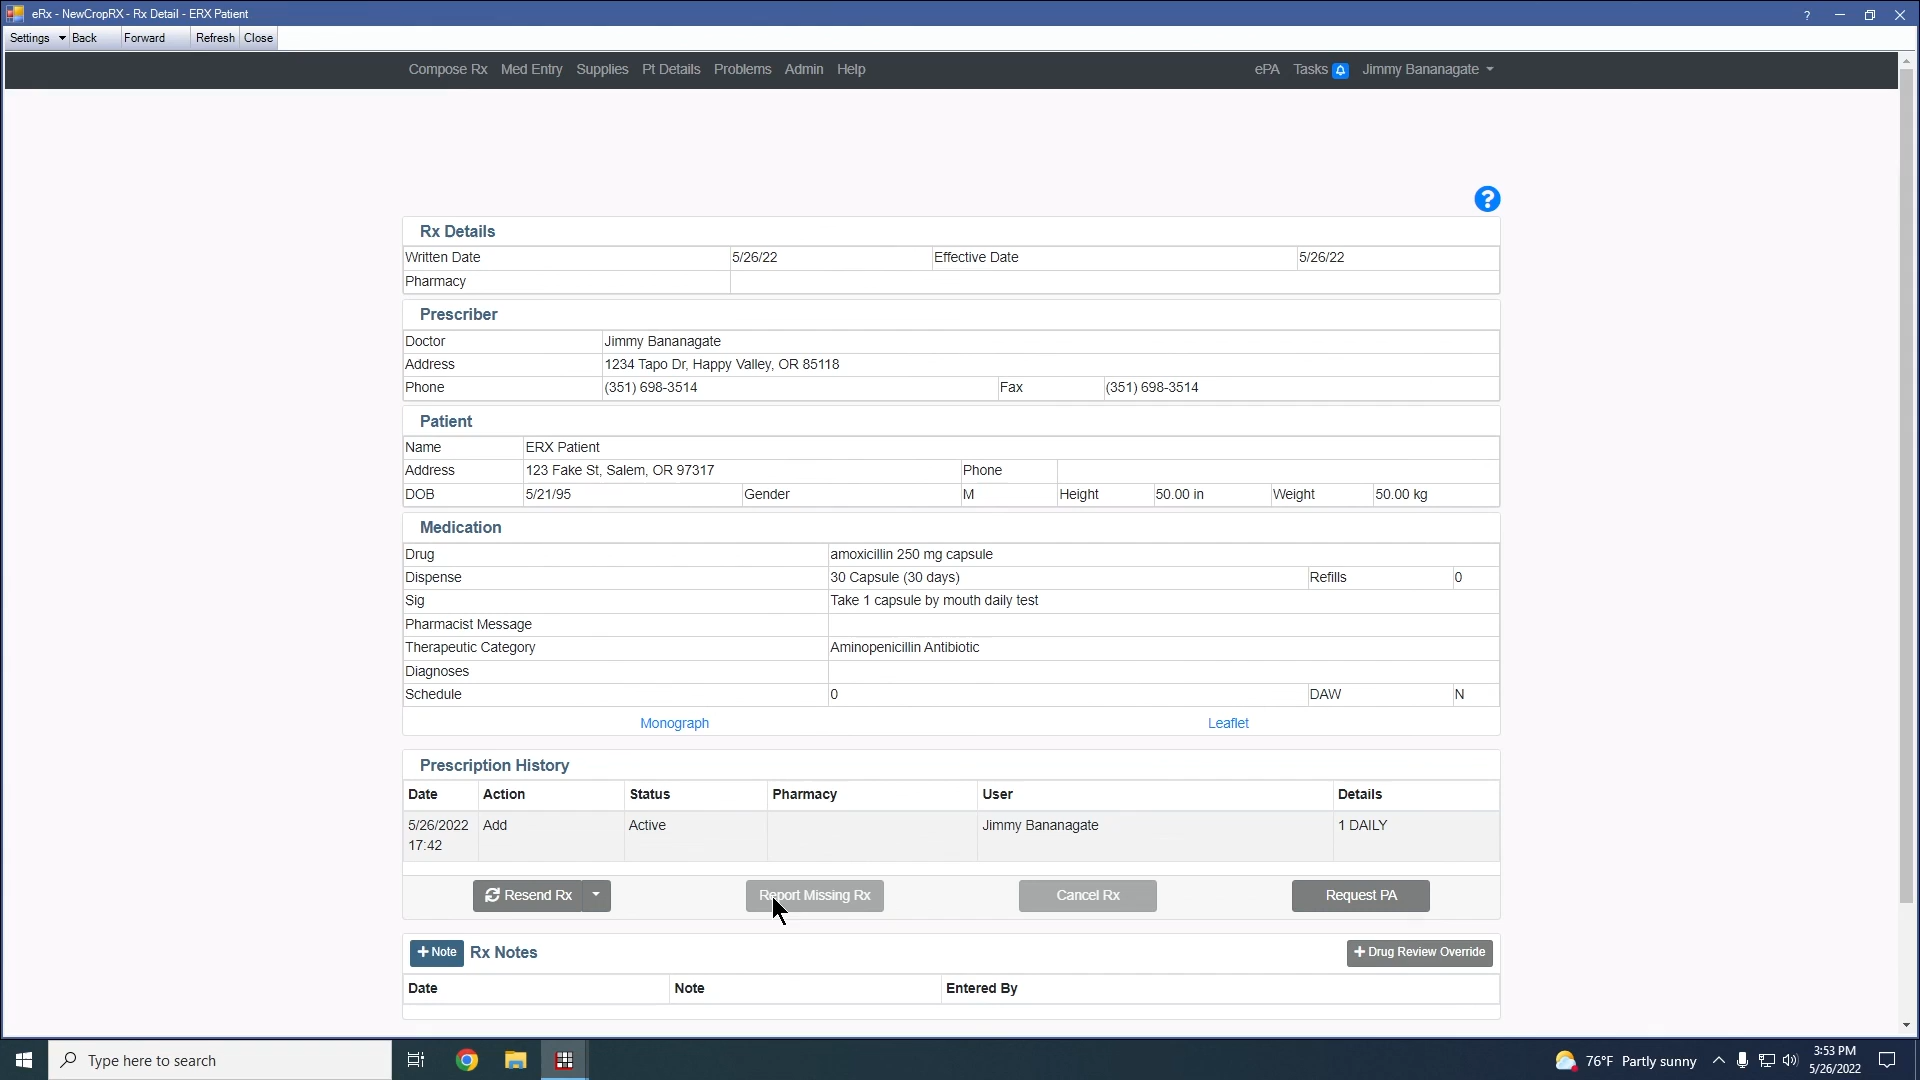 eRx - NewCropRX - Rx Detail - ERX Patient ?
Settings Back Forward Refresh Close
Compose Rx Med Entry Supplies Pt Details Problems Admin Help ePA Tasks Jimmy Bananagate
?
Rx Details
Written Date 5/26/22 Effective Date 5/26/22
Pharmacy
Prescriber
Doctor Jimmy Bananagate
Address 1234 Tapo Dr, Happy Valley, OR 85118
Phone (351) 698-3514 Fax (351) 698-3514
Patient
Name ERX Patient
Address 123 Fake St, Salem, OR 97317 Phone
DOB 5/21/95 Gender M Height 50.00 in Weight 50.00 kg
Medication
Drug amoxicillin 250 mg capsule
Dispense 30 Capsule (30 days) Refills 0
Sig Take 1 capsule by mouth daily test
Pharmacist Message
Therapeutic Category Aminopenicillin Antibiotic
Diagnoses
Schedule 0 DAW N
Monograph Leaflet
Prescription History
Date Action Status Pharmacy User Details
5/26/2022 Add Active Jimmy Bananagate 1 DAILY
17:42
Resend Rx Report Missing Rx Cancel Rx Request PA
+ Note Rx Notes + Drug Review Override
Date Note Entered By
Type here to search 76°F Partly sunny 3:53 PM
5/26/2022